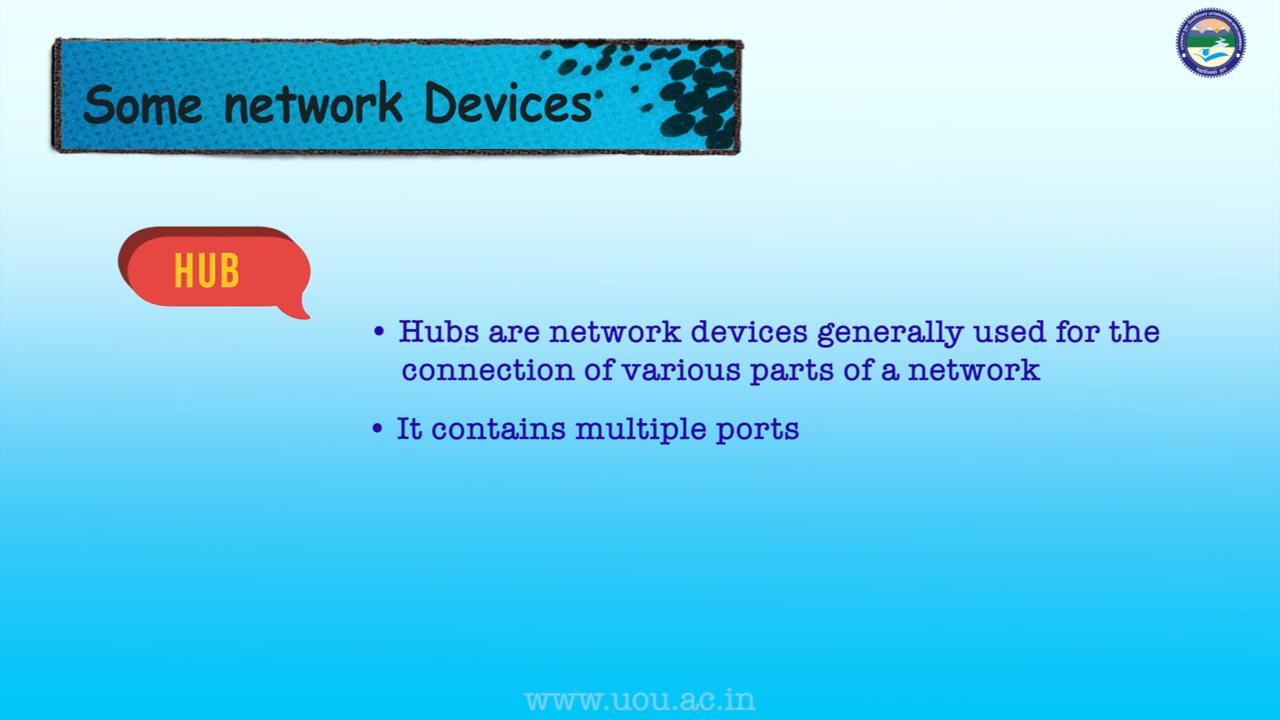 Some network Devices
HUB
• Hubs are network devices generally used for the
connection of various parts of a network
• It contains multiple ports
www.uou.ac.in